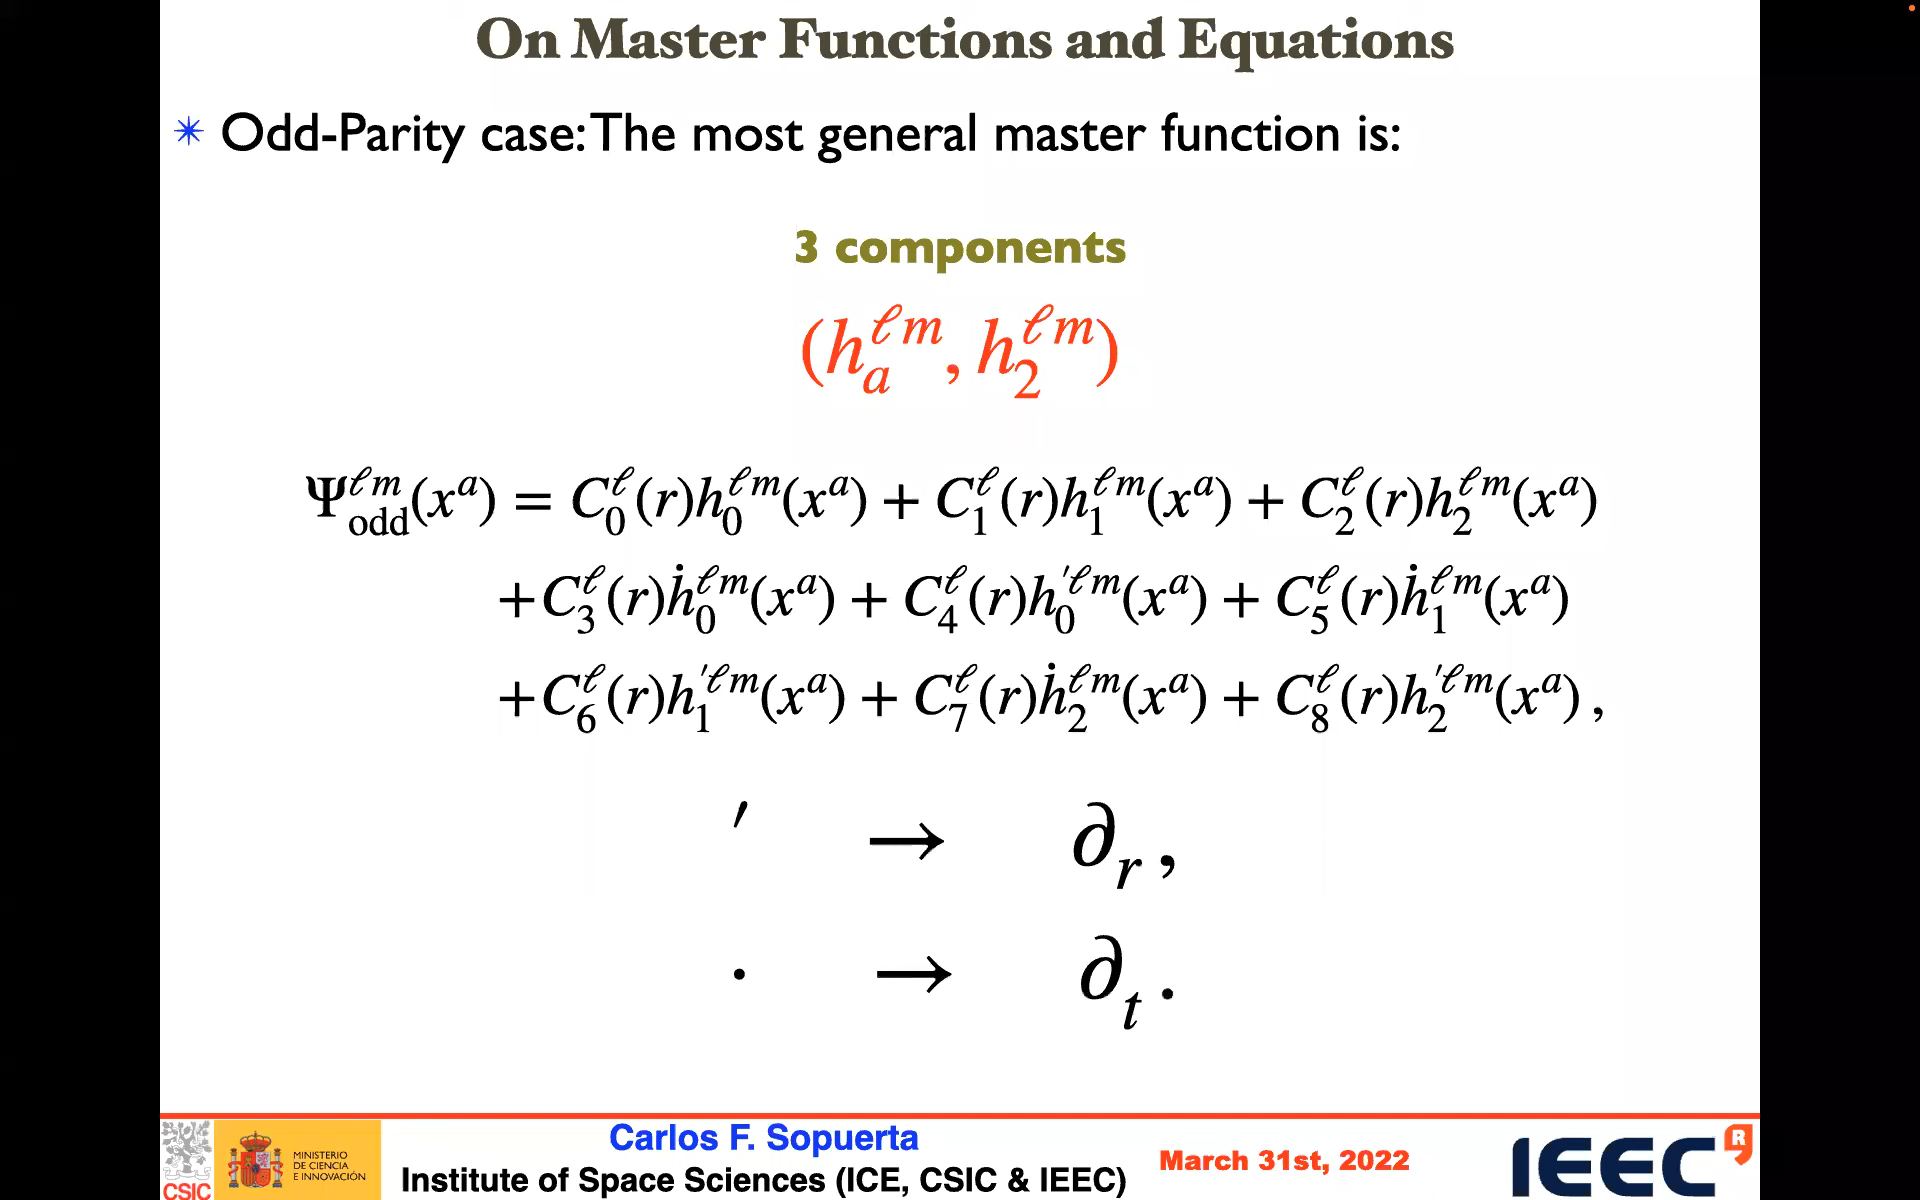 On Master Functions and Equations
✴ Odd-Parity case: The most general master function is:
3 components
(h_a^{ℓm}, h_2^{ℓm})
Ψ_{odd}^{ℓm}(x^a) = C_0^ℓ(r)h_0^{ℓm}(x^a) + C_1^ℓ(r)h_1^{ℓm}(x^a) + C_2^ℓ(r)h_2^{ℓm}(x^a)
+C_3^ℓ(r)ḣ_0^{ℓm}(x^a) + C_4^ℓ(r)h_0^{′ℓm}(x^a) + C_5^ℓ(r)ḣ_1^{ℓm}(x^a)
+C_6^ℓ(r)h_1^{′ℓm}(x^a) + C_7^ℓ(r)ḣ_2^{ℓm}(x^a) + C_8^ℓ(r)h_2^{′ℓm}(x^a) ,
′ → ∂_r ,
· → ∂_t .
CSIC
MINISTERIO
DE CIENCIA
E INNOVACIÓN
Carlos F. Sopuerta
Institute of Space Sciences (ICE, CSIC & IEEC)
March 31st, 2022
IEEC R